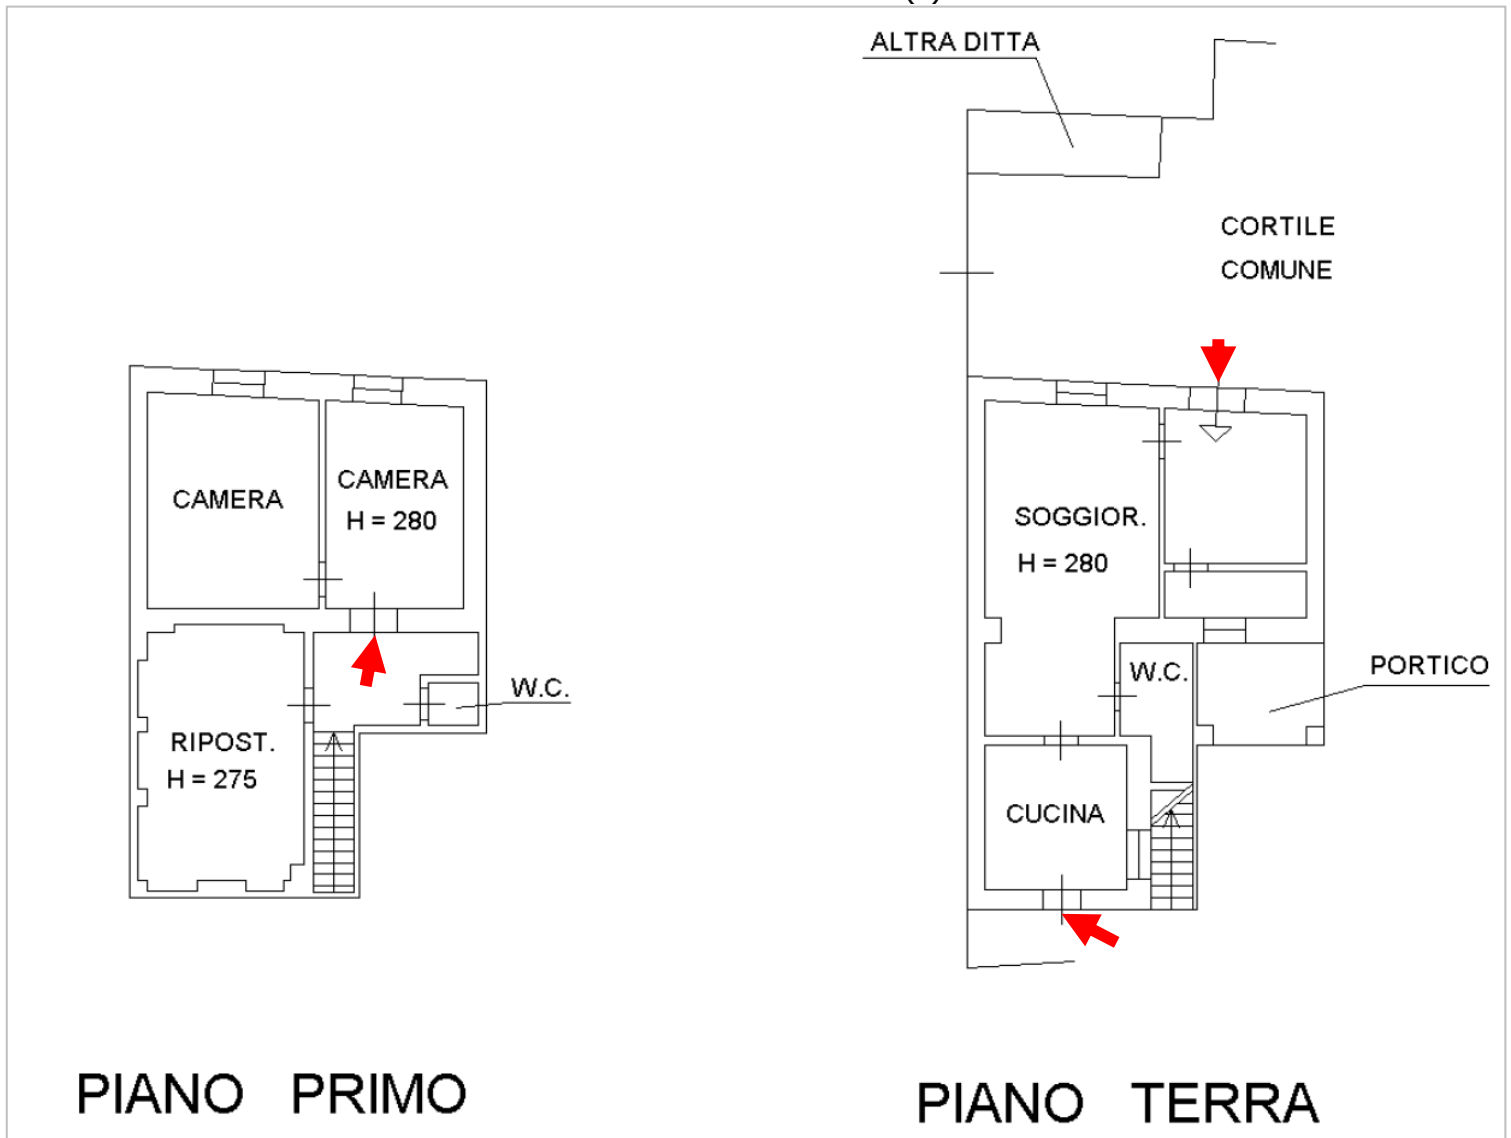 ALTRA DITTA
CORTILE
COMUNE
CAMERA
CAMERA
H = 280
SOGGIOR.
H = 280
W.C.
PORTICO
W.C.
RIPOST.
H = 275
CUCINA
PIANO PRIMO
PIANO TERRA